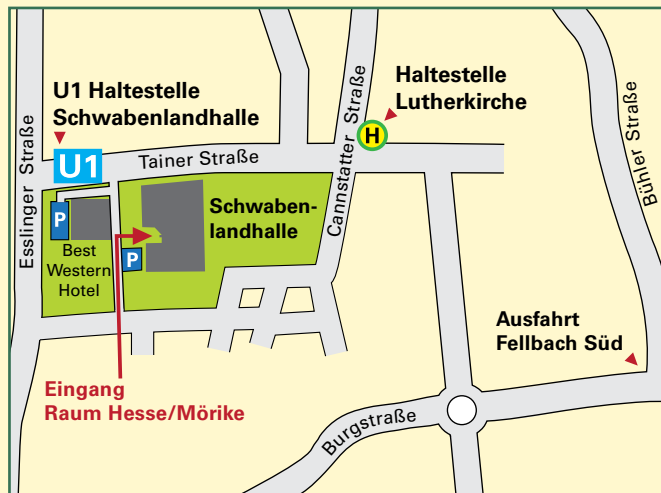 U1 Haltestelle
Schwabenlandhalle
U1
Esslinger Straße
Tainer Straße
Cannstatter Straße
Haltestelle
Lutherkirche
H
Bühler Straße
P
Best
Western
Hotel
P
Schwaben-
landhalle
Eingang
Raum Hesse/Mörike
Ausfahrt
Fellbach Süd
Burgstraße